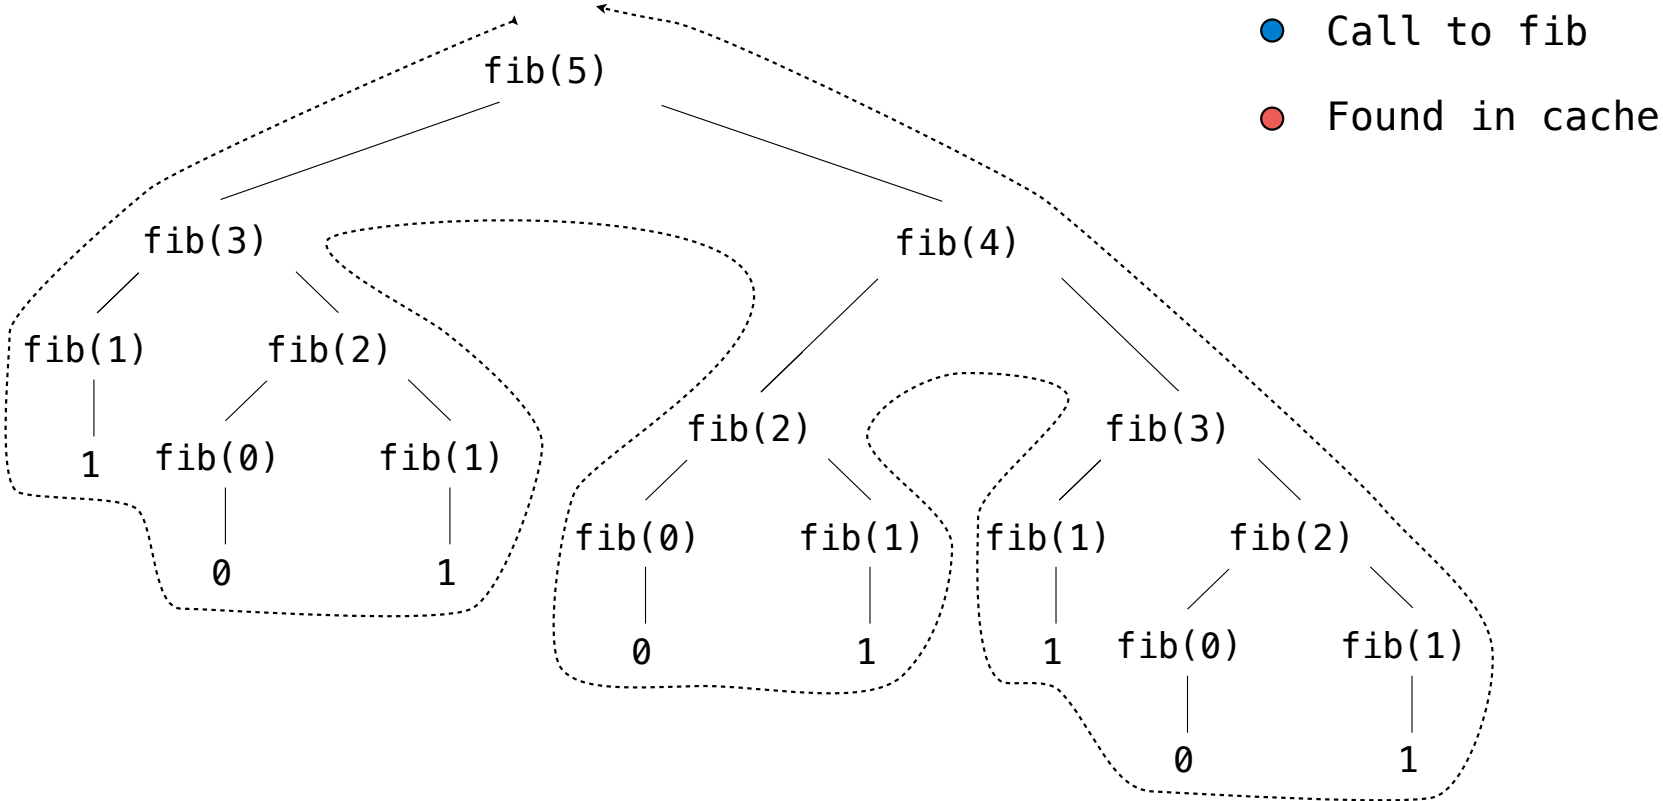 Call to fib
Found in cache
fib(5)
fib(3)
fib(4)
fib(1)
fib(2)
fib(2)
fib(3)
1
fib(0)
fib(1)
fib(0)
fib(1)
fib(1)
fib(2)
0
1
0
1
1
fib(0)
fib(1)
0
1